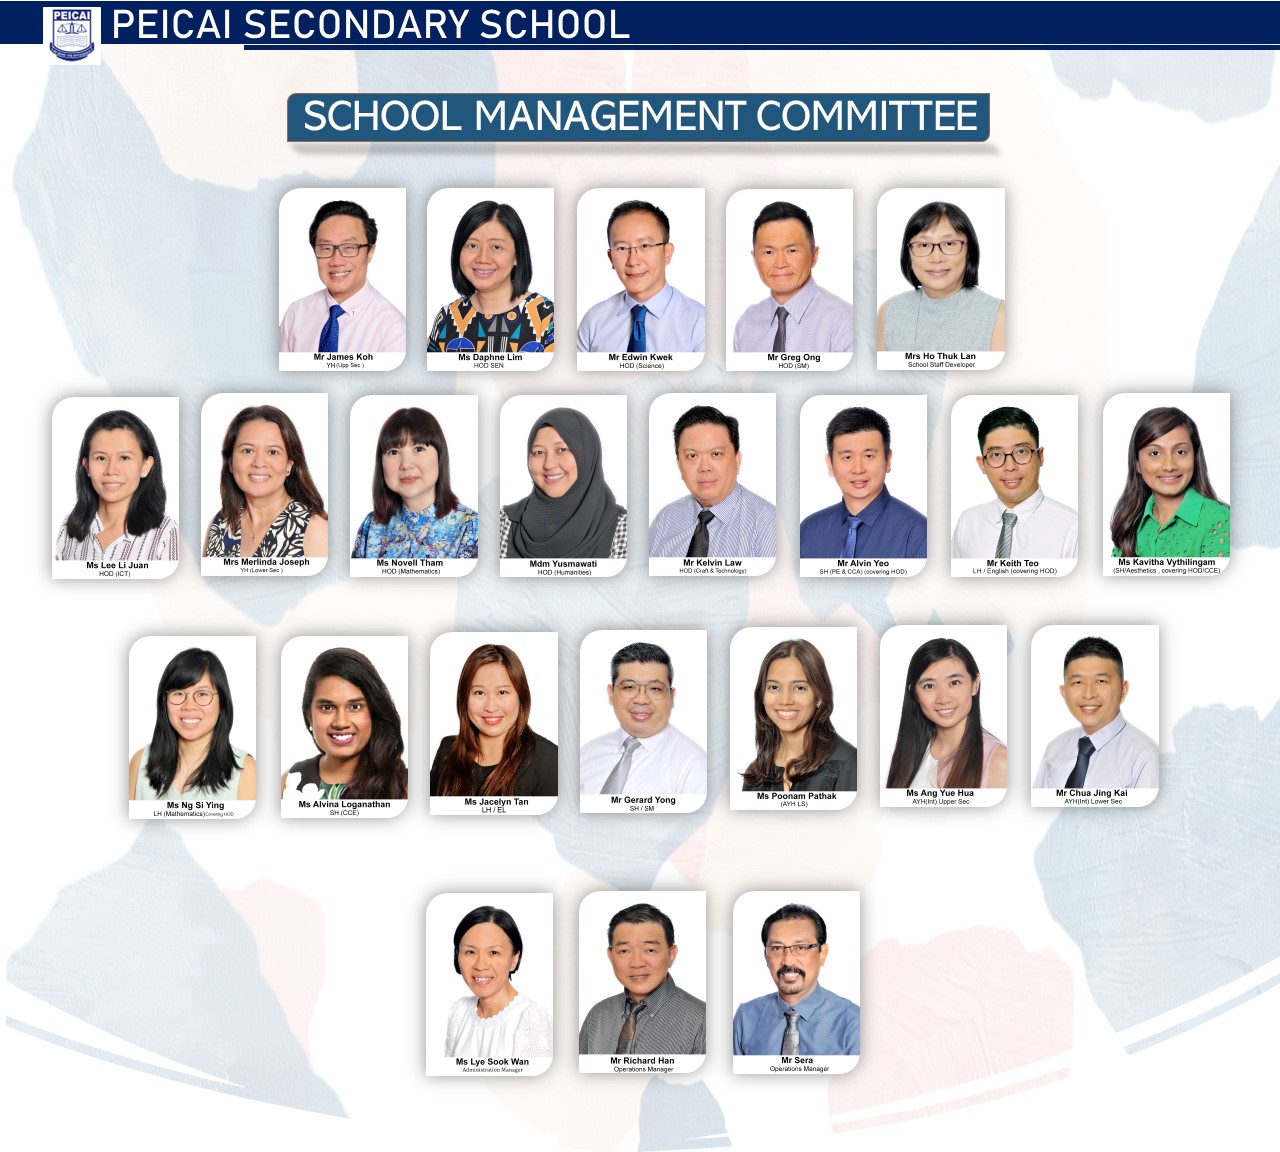 PEICAI
PEICAI SECONDARY SCHOOL
SCHOOL MANAGEMENT COMMITTEE
Mr James Koh
YH (Upp Sec )
Ms Daphne Lim
HOD SEN
Mr Edwin Kwek
HOD (Science)
Mr Greg Ong
HOD (SM)
Mrs Ho Thuk Lan
School Staff Developer
Ms Lee Li Juan
HOD (ICT)
Mrs Merlinda Joseph
YH (Lower Sec )
Ms Novell Tham
HOD (Mathematics)
Mdm Yusmawati
HOD (Humanities)
Mr Kelvin Law
HOD (Craft & Technology)
Mr Alvin Yeo
SH (PE & CCA) (covering HOD)
Mr Keith Teo
LH / English (covering HOD)
Ms Kavitha Vythilingam
(SH/Aesthetics , covering HOD/CCE)
Ms Ng Si Ying
LH (Mathematics)Covering HOD
Ms Alvina Loganathan
SH (CCE)
Ms Jacelyn Tan
LH / EL
Mr Gerard Yong
SH / SM
Ms Poonam Pathak
(AYH LS)
Ms Ang Yue Hua
AYH(Int) Upper Sec
Mr Chua Jing Kai
AYH(Int) Lower Sec
Ms Lye Sook Wan
Administration Manager
Mr Richard Han
Operations Manager
Mr Sera
Operations Manager